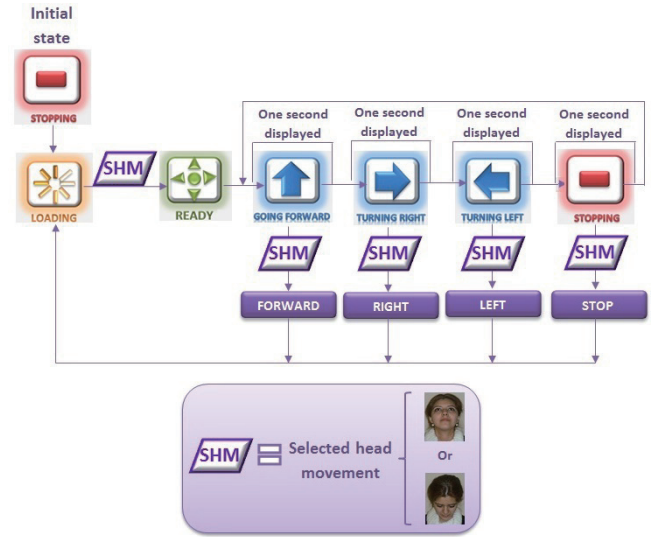 Initial
state
STOPPING
LOADING
SHM
READY
One second
displayed
One second
displayed
One second
displayed
One second
displayed
GOING FORWARD
TURNING RIGHT
TURNING LEFT
STOPPING
SHM
SHM
SHM
SHM
FORWARD
RIGHT
LEFT
STOP
SHM
Selected head
movement
Or